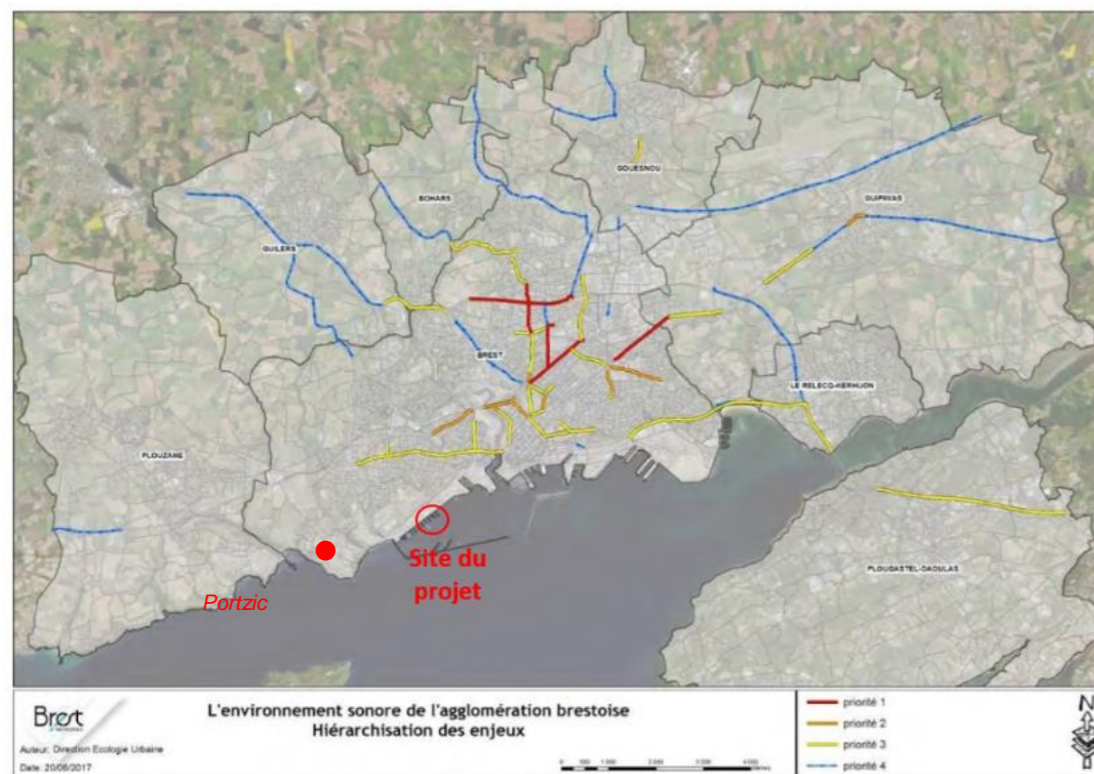 GOUESNOU
BOHARS
GUIPAVAS
GUILERS
BREST
LE RELECQ-KERHUON
PLOUZANE
Site du
projet
PLOUGASTEL-DAOULAS
Portzic
Brest
L'environnement sonore de l'agglomération brestoise
Hiérarchisation des enjeux
Auteur: Direction Ecologie Urbaine
Date: 20/06/2017
priorité 1
priorité 2
priorité 3
priorité 4
N